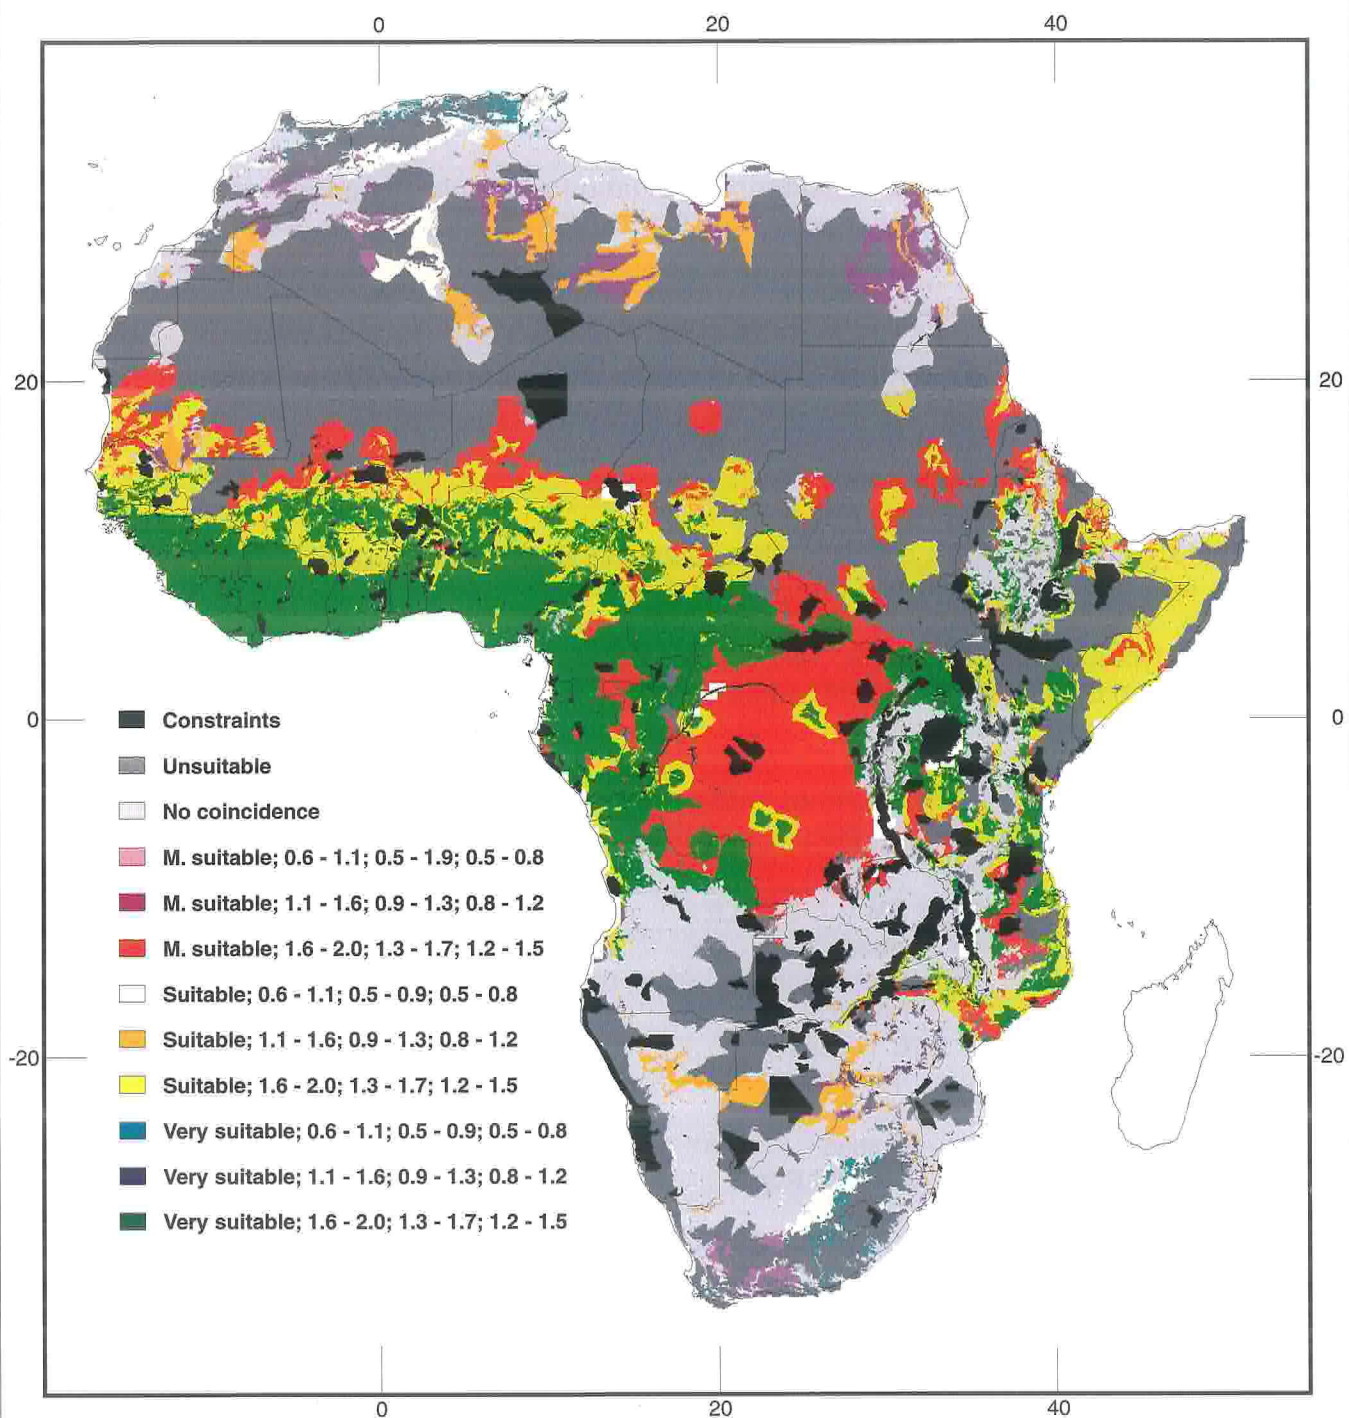 0 20 40
20 20
Constraints
0 0
Unsuitable
No coincidence
M. suitable; 0.6 - 1.1; 0.5 - 1.9; 0.5 - 0.8
M. suitable; 1.1 - 1.6; 0.9 - 1.3; 0.8 - 1.2
M. suitable; 1.6 - 2.0; 1.3 - 1.7; 1.2 - 1.5
Suitable; 0.6 - 1.1; 0.5 - 0.9; 0.5 - 0.8
Suitable; 1.1 - 1.6; 0.9 - 1.3; 0.8 - 1.2
-20 -20
Suitable; 1.6 - 2.0; 1.3 - 1.7; 1.2 - 1.5
Very suitable; 0.6 - 1.1; 0.5 - 0.9; 0.5 - 0.8
Very suitable; 1.1 - 1.6; 0.9 - 1.3; 0.8 - 1.2
Very suitable; 1.6 - 2.0; 1.3 - 1.7; 1.2 - 1.5
0 20 40